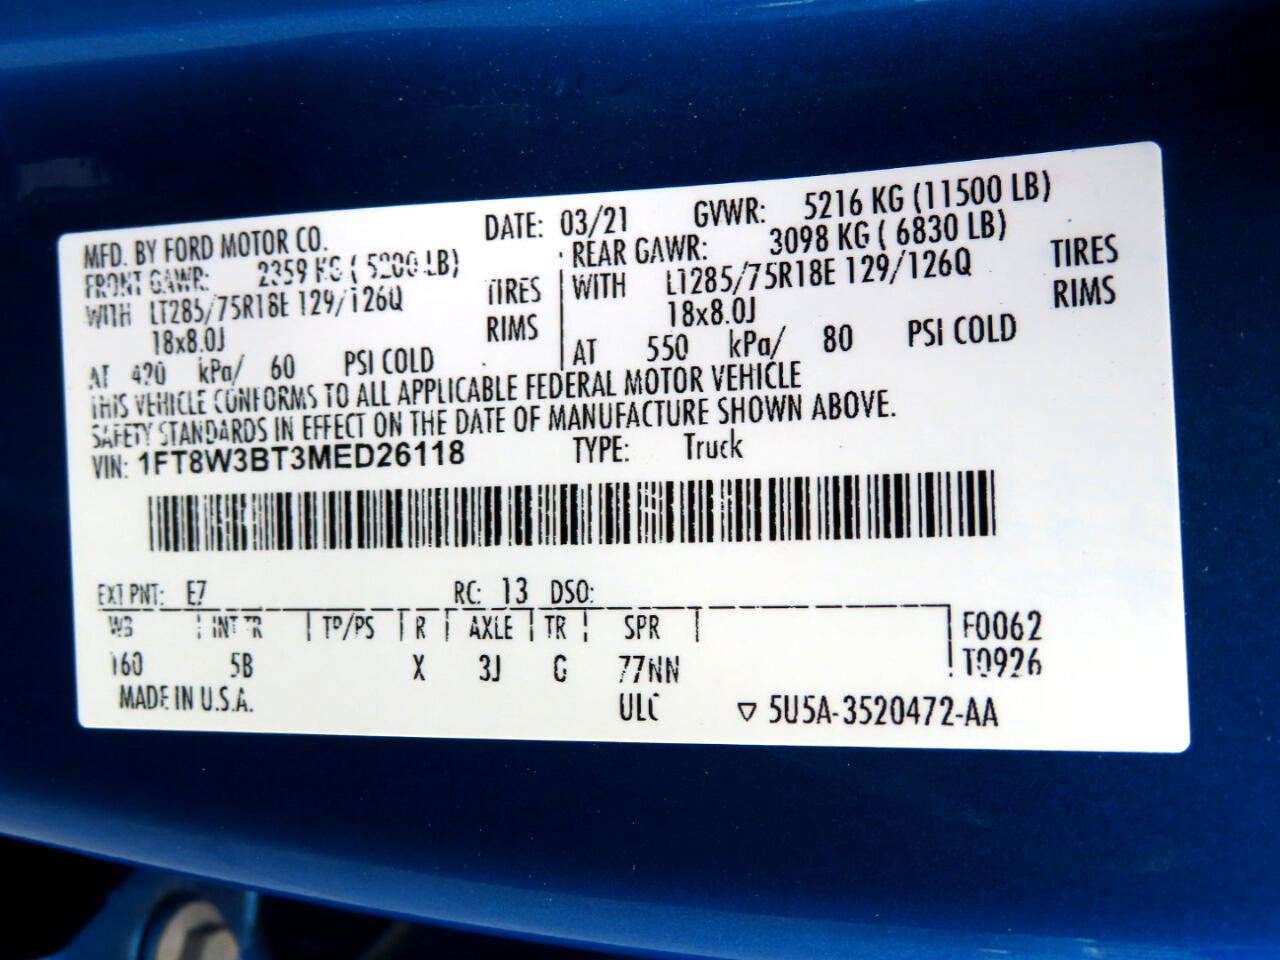 MFD. BY FORD MOTOR CO. DATE: 03/21 GVWR: 5216 KG (11500 LB)
FRONT GAWR: 2359 KG ( 5200 LB) REAR GAWR: 3098 KG ( 6830 LB)
WITH LT285/75R18E 129/126Q TIRES WITH LT285/75R18E 129/126Q TIRES
18x8.0J RIMS 18x8.0J RIMS
AT 420 kPa/ 60 PSI COLD AT 550 kPa/ 80 PSI COLD
THIS VEHICLE CONFORMS TO ALL APPLICABLE FEDERAL MOTOR VEHICLE
SAFETY STANDARDS IN EFFECT ON THE DATE OF MANUFACTURE SHOWN ABOVE.
VIN: 1FT8W3BT3MED26118 TYPE: Truck
EXT PNT: E7 RC: 13 DSO:
WB INT TR TP/PS R AXLE TR SPR F0062
160 5B X 3J G 77NN T0926
MADE IN U.S.A. ULC ▽ 5U5A-3520472-AA